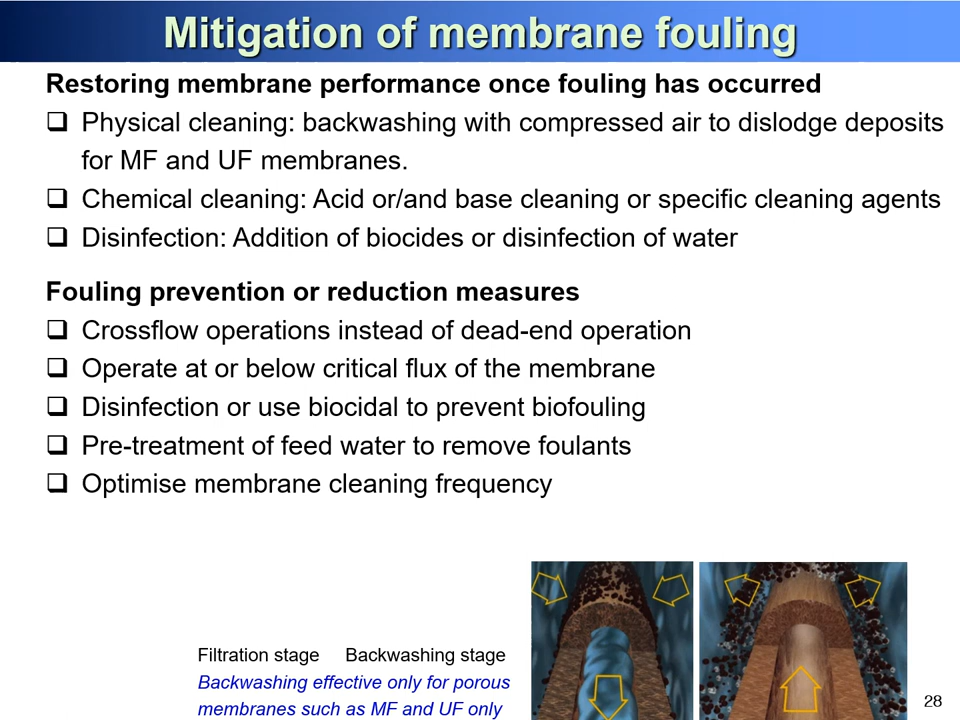 Mitigation of membrane fouling
Restoring membrane performance once fouling has occurred
❑ Physical cleaning: backwashing with compressed air to dislodge deposits
for MF and UF membranes.
❑ Chemical cleaning: Acid or/and base cleaning or specific cleaning agents
❑ Disinfection: Addition of biocides or disinfection of water
Fouling prevention or reduction measures
❑ Crossflow operations instead of dead-end operation
❑ Operate at or below critical flux of the membrane
❑ Disinfection or use biocidal to prevent biofouling
❑ Pre-treatment of feed water to remove foulants
❑ Optimise membrane cleaning frequency
Filtration stage Backwashing stage
Backwashing effective only for porous
membranes such as MF and UF only
28